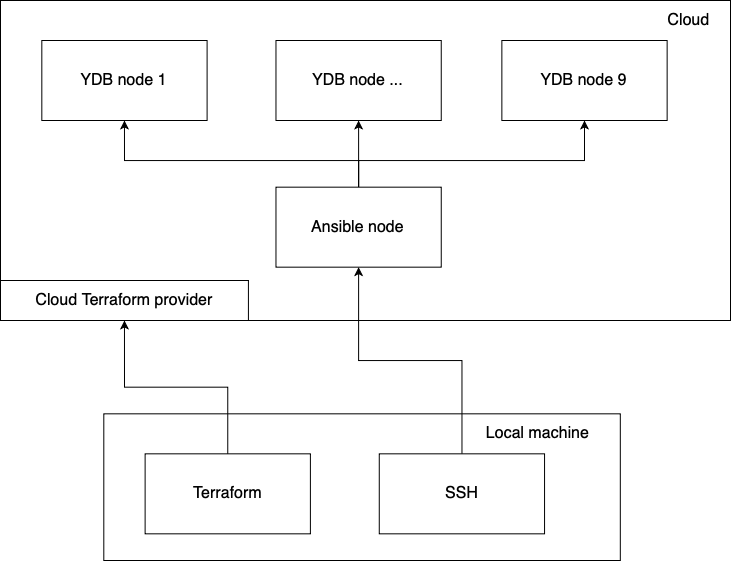 Cloud
YDB node 1
YDB node ...
YDB node 9
Ansible node
Cloud Terraform provider
Local machine
Terraform
SSH